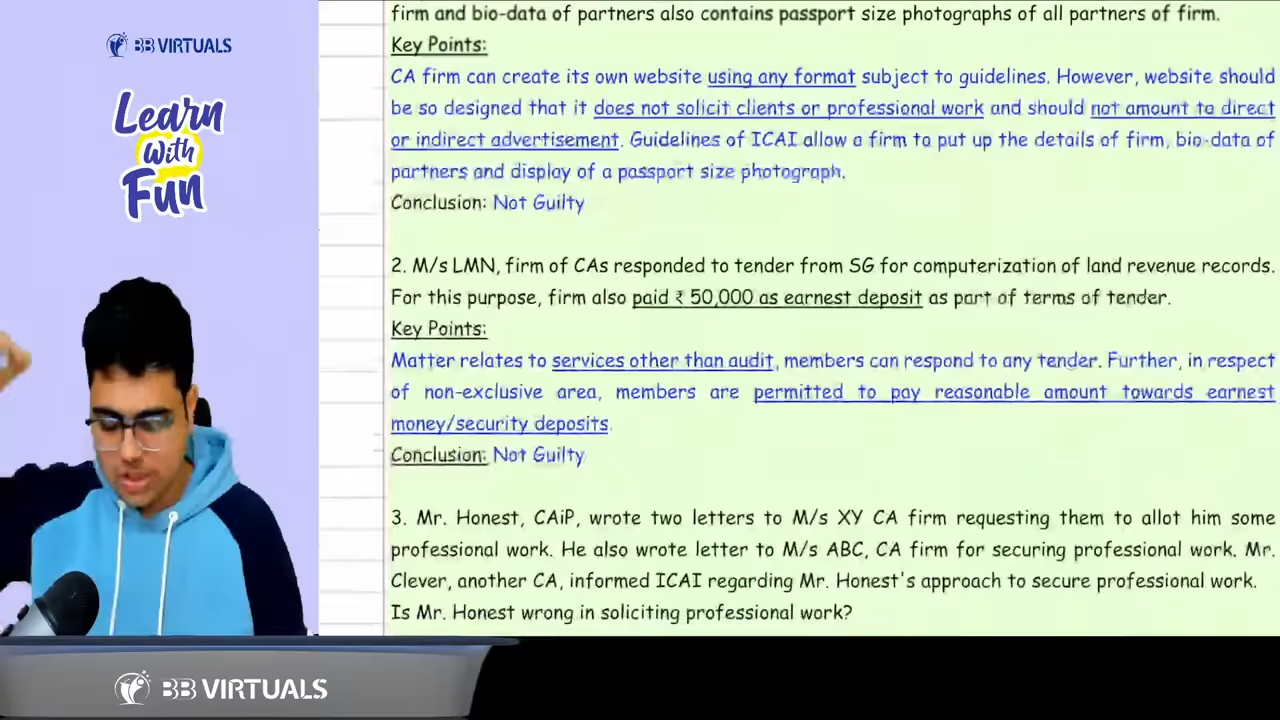 BB VIRTUALS
Learn
With
Fun
firm and bio-data of partners also contains passport size photographs of all partners of firm.
Key Points:
CA firm can create its own website using any format subject to guidelines. However, website should
be so designed that it does not solicit clients or professional work and should not amount to direct
or indirect advertisement. Guidelines of ICAI allow a firm to put up the details of firm, bio-data of
partners and display of a passport size photograph.
Conclusion: Not Guilty
2. M/s LMN, firm of CAs responded to tender from SG for computerization of land revenue records.
For this purpose, firm also paid ₹ 50,000 as earnest deposit as part of terms of tender.
Key Points:
Matter relates to services other than audit, members can respond to any tender. Further, in respect
of non-exclusive area, members are permitted to pay reasonable amount towards earnest
money/security deposits.
Conclusion: Not Guilty
3. Mr. Honest, CAiP, wrote two letters to M/s XY CA firm requesting them to allot him some
professional work. He also wrote letter to M/s ABC, CA firm for securing professional work. Mr.
Clever, another CA, informed ICAI regarding Mr. Honest's approach to secure professional work.
Is Mr. Honest wrong in soliciting professional work?
BB VIRTUALS